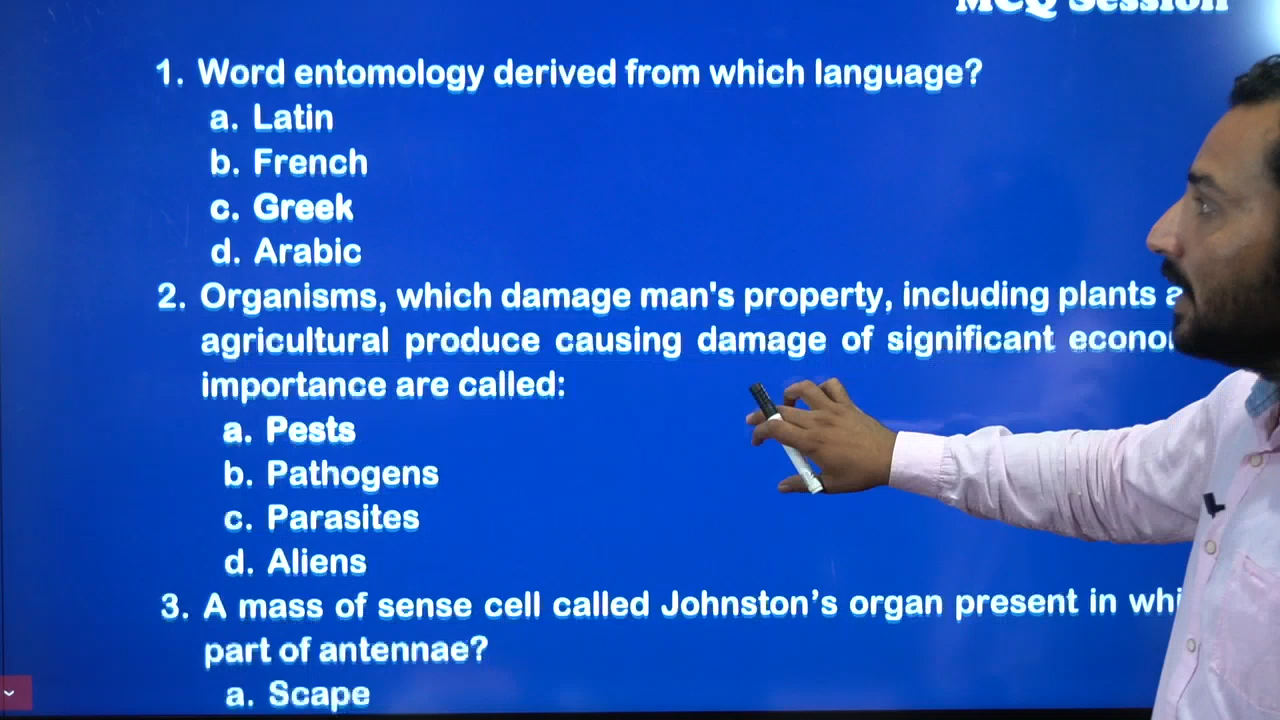 MCQ Session
1. Word entomology derived from which language?
a. Latin
b. French
c. Greek
d. Arabic
2. Organisms, which damage man's property, including plants
agricultural produce causing damage of significant
importance are called:
a. Pests
b. Pathogens
c. Parasites
d. Aliens
3. A mass of sense cell called Johnston’s organ present in
part of antennae?
a. Scape